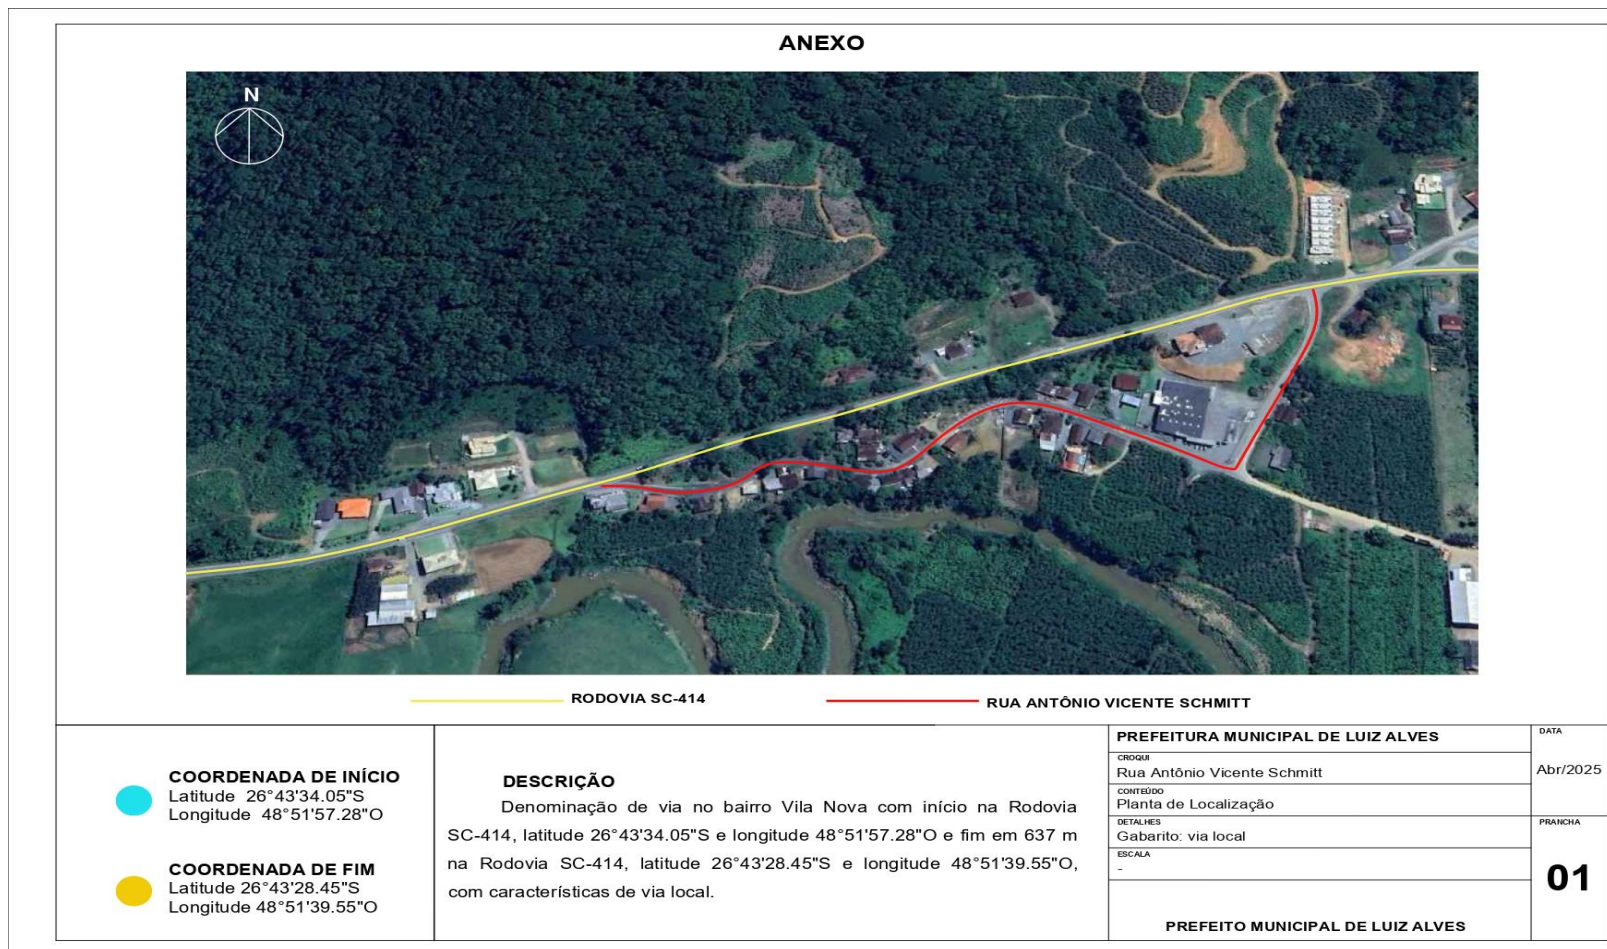 ANEXO
N
RODOVIA SC-414
RUA ANTÔNIO VICENTE SCHMITT
COORDENADA DE INÍCIO
Latitude 26°43'34.05"S
Longitude 48°51'57.28"O
COORDENADA DE FIM
Latitude 26°43'28.45"S
Longitude 48°51'39.55"O
DESCRIÇÃO
Denominação de via no bairro Vila Nova com início na Rodovia
SC-414, latitude 26°43'34.05"S e longitude 48°51'57.28"O e fim em 637 m
na Rodovia SC-414, latitude 26°43'28.45"S e longitude 48°51'39.55"O,
com características de via local.
PREFEITURA MUNICIPAL DE LUIZ ALVES
CROQUI
Rua Antônio Vicente Schmitt
CONTEÚDO
Planta de Localização
DETALHES
Gabarito: via local
ESCALA
-
PREFEITO MUNICIPAL DE LUIZ ALVES
DATA
Abr/2025
PRANCHA
01